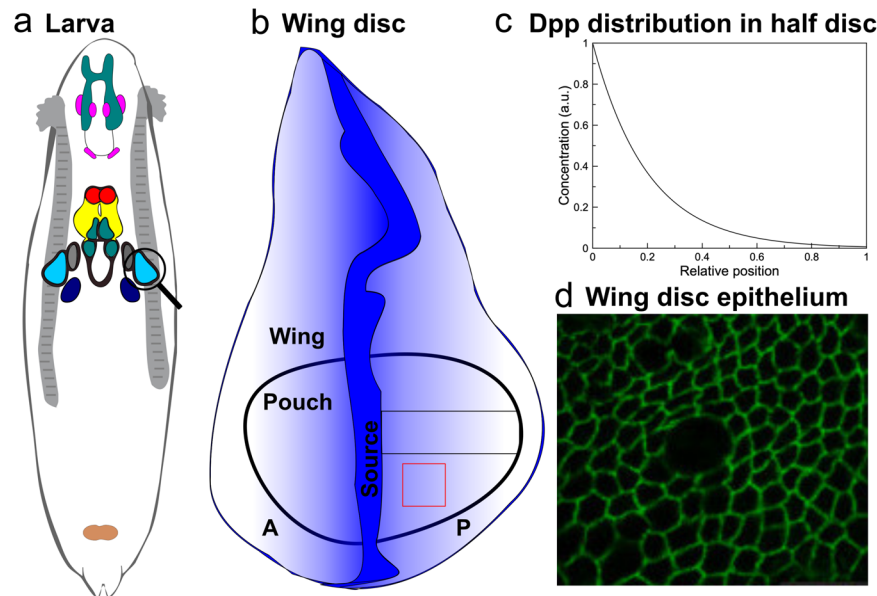 a Larva
b Wing disc
Wing
Pouch
Source
A
P
c Dpp distribution in half disc
Concentration (a.u.)
1
0.8
0.6
0.4
0.2
0
0 0.2 0.4 0.6 0.8 1
Relative position
d Wing disc epithelium